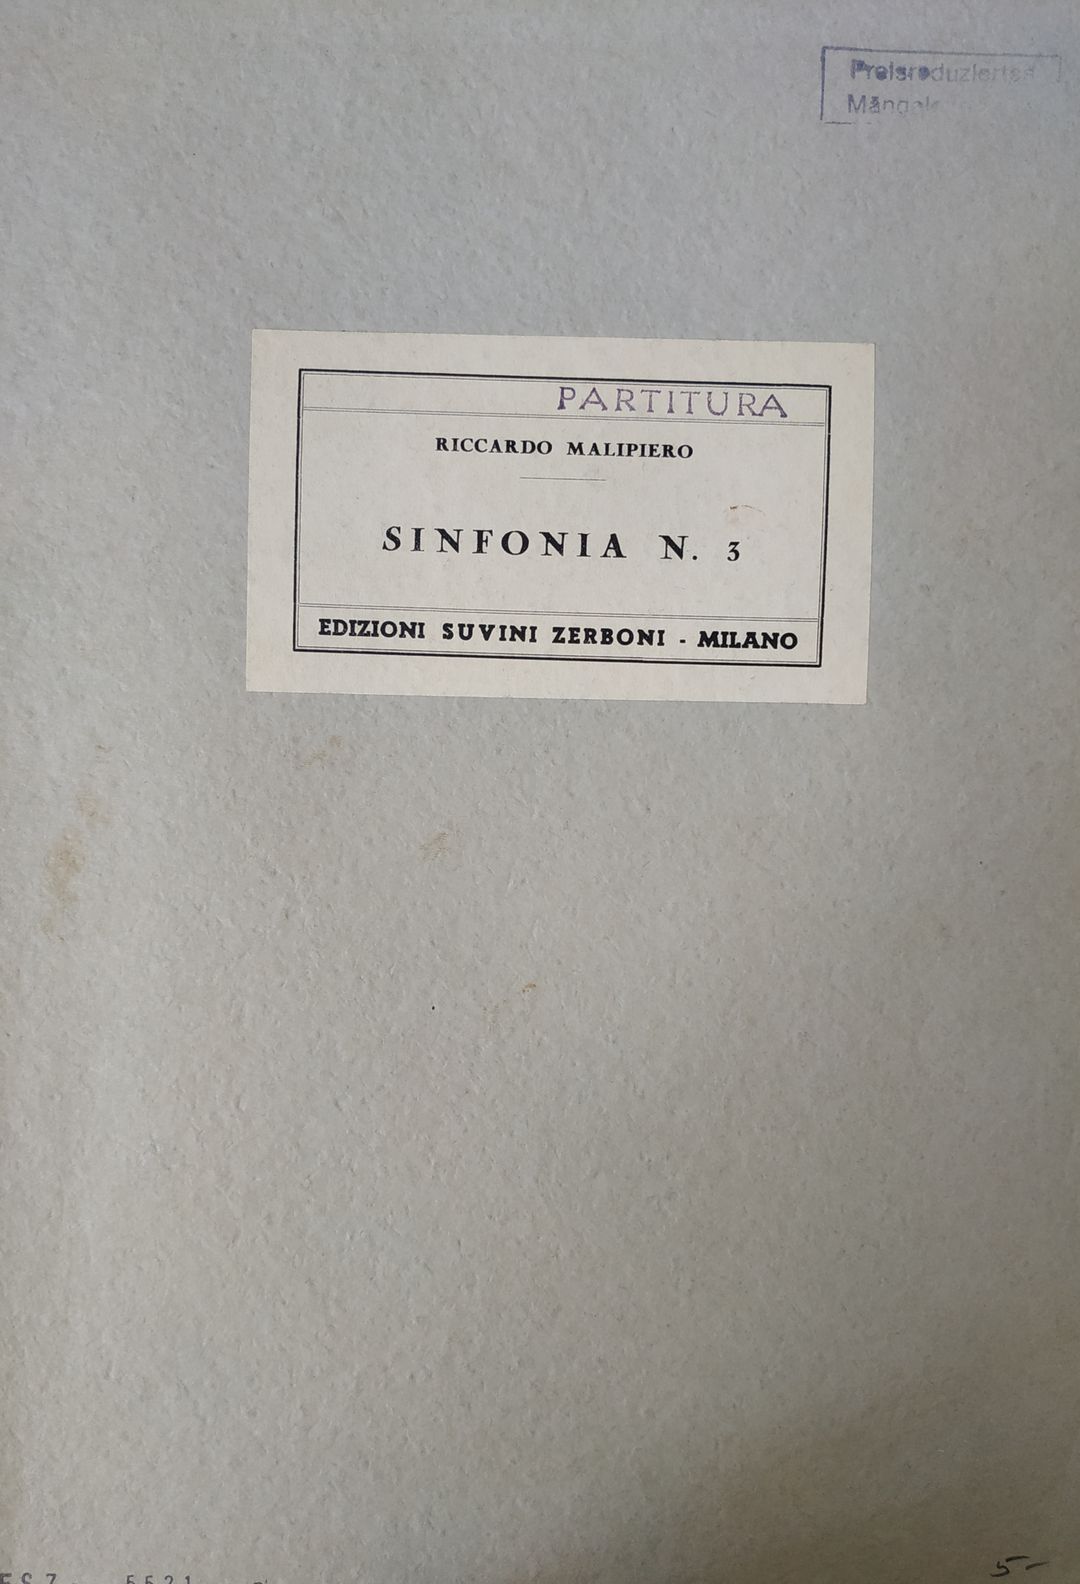 Preisreduziertes
PARTITURA
RICCARDO MALIPIERO
SINFONIA N. 3
EDIZIONI SUVINI ZERBONI - MILANO
5-